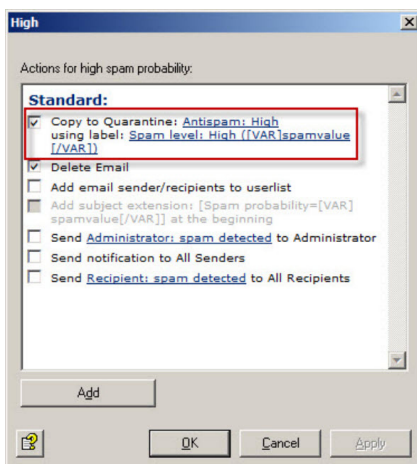 High
Actions for high spam probability:
Standard:
Copy to Quarantine: Antispam: High
using label: Spam level: High ([VAR]spamvalue
[/VAR])
Delete Email
Add email sender/recipients to userlist
Add subject extension: [Spam probability=[VAR]
spamvalue[/VAR]] at the beginning
Send Administrator: spam detected to Administrator
Send notification to All Senders
Send Recipient: spam detected to All Recipients
Add
OK
Cancel
Apply